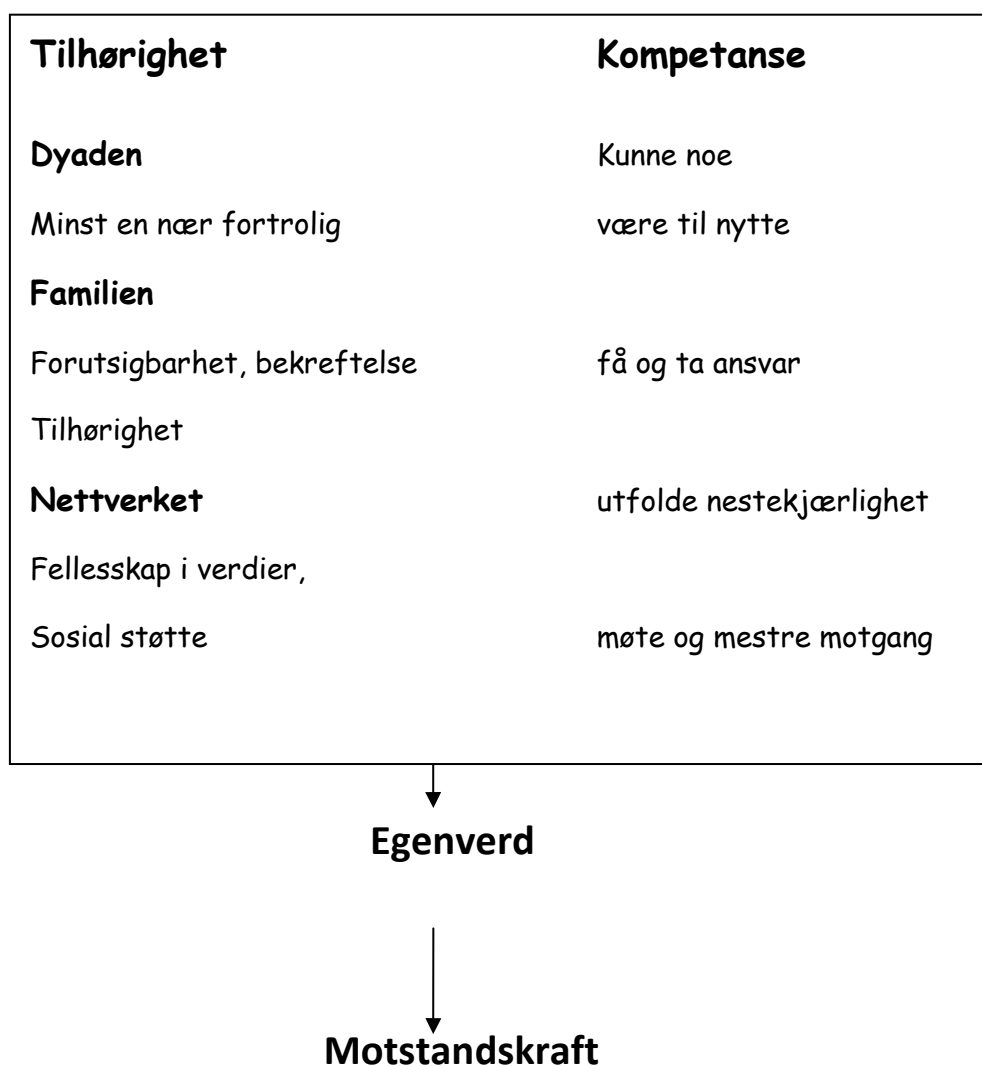 Tilhørighet Kompetanse
Dyaden Kunne noe
Minst en nær fortrolig være til nytte
Familien
Forutsigbarhet, bekreftelse få og ta ansvar
Tilhørighet
Nettverket utfolde nestekjærlighet
Fellesskap i verdier,
Sosial støtte møte og mestre motgang
Egenverd
Motstandskraft